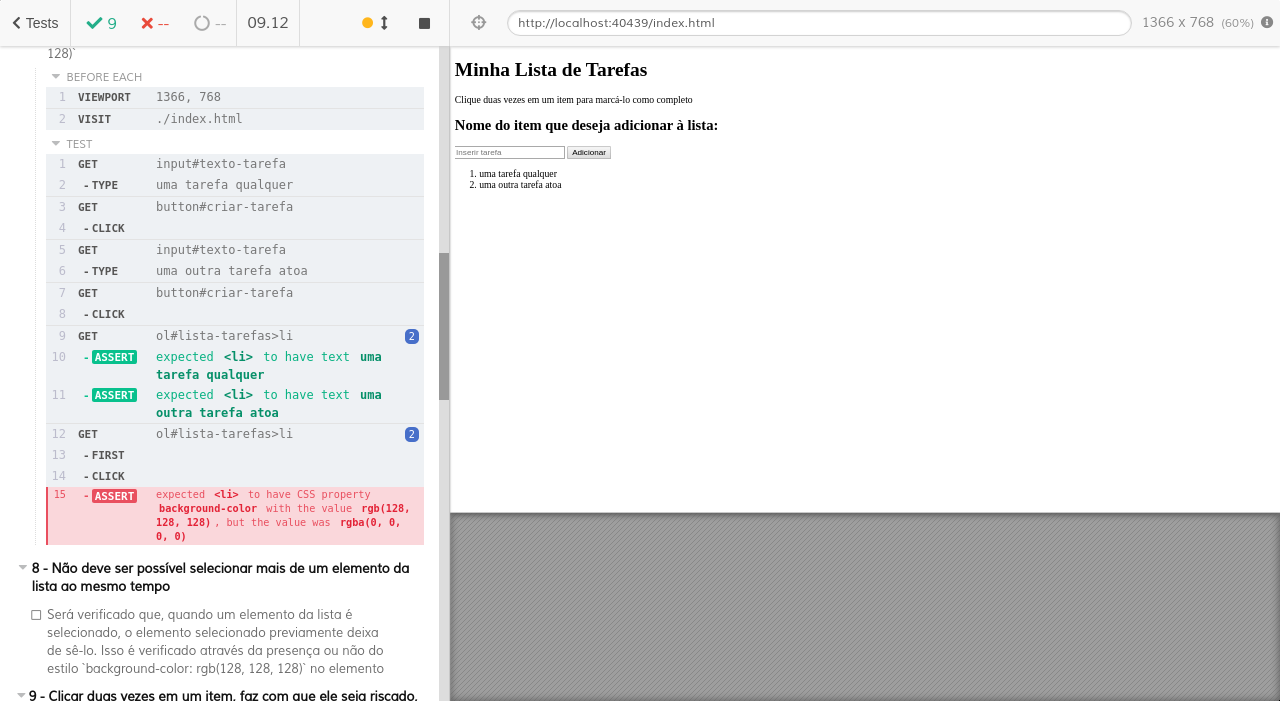 Tests
9
--
--
09.12
http://localhost:40439/index.html
1366 x 768 (60%)
128)`
BEFORE EACH
1 VIEWPORT 1366, 768
2 VISIT ./index.html
TEST
1 GET input#texto-tarefa
2 - TYPE uma tarefa qualquer
3 GET button#criar-tarefa
4 - CLICK
5 GET input#texto-tarefa
6 - TYPE uma outra tarefa atoa
7 GET button#criar-tarefa
8 - CLICK
9 GET ol#lista-tarefas>li 2
10 - ASSERT expected <li> to have text uma
tarefa qualquer
11 - ASSERT expected <li> to have text uma
outra tarefa atoa
12 GET ol#lista-tarefas>li 2
13 - FIRST
14 - CLICK
15 - ASSERT expected <li> to have CSS property
background-color with the value rgb(128,
128, 128), but the value was rgba(0, 0,
0, 0)
8 - Não deve ser possível selecionar mais de um elemento da
lista ao mesmo tempo
Será verificado que, quando um elemento da lista é
selecionado, o elemento selecionado previamente deixa
de sê-lo. Isso é verificado através da presença ou não do
estilo `background-color: rgb(128, 128, 128)` no elemento
9 - Clicar duas vezes em um item, faz com que ele seja riscado,
Minha Lista de Tarefas
Clique duas vezes em um item para marcá-lo como completo
Nome do item que deseja adicionar à lista:
Inserir tarefa Adicionar
1. uma tarefa qualquer
2. uma outra tarefa atoa